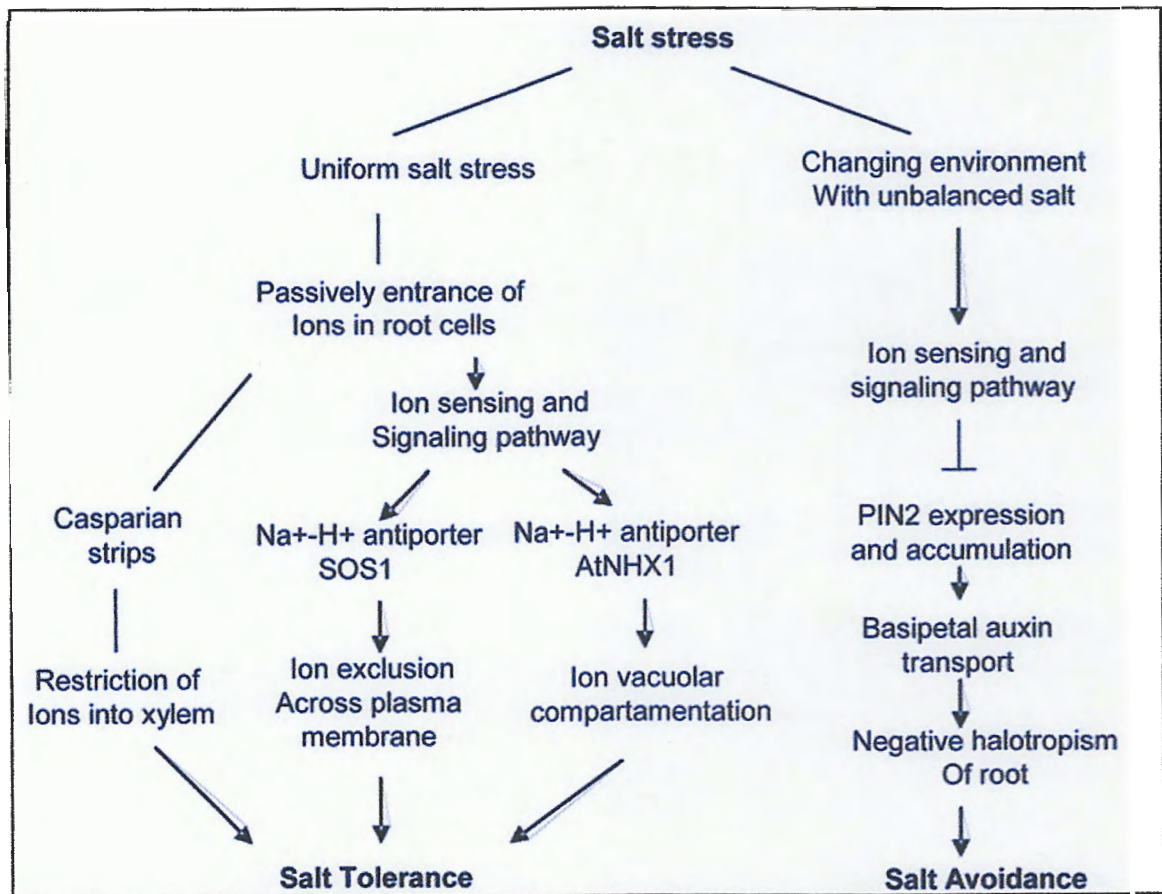 Salt stress
Uniform salt stress
Changing environment
With unbalanced salt
Passively entrance of
Ions in root cells
Ion sensing and
Signaling pathway
Ion sensing and
signaling pathway
Casparian
strips
Na+-H+ antiporter
SOS1
Na+-H+ antiporter
AtNHX1
PIN2 expression
and accumulation
Restriction of
Ions into xylem
Ion exclusion
Across plasma
membrane
Ion vacuolar
compartamentation
Basipetal auxin
transport
Negative halotropism
Of root
Salt Tolerance
Salt Avoidance